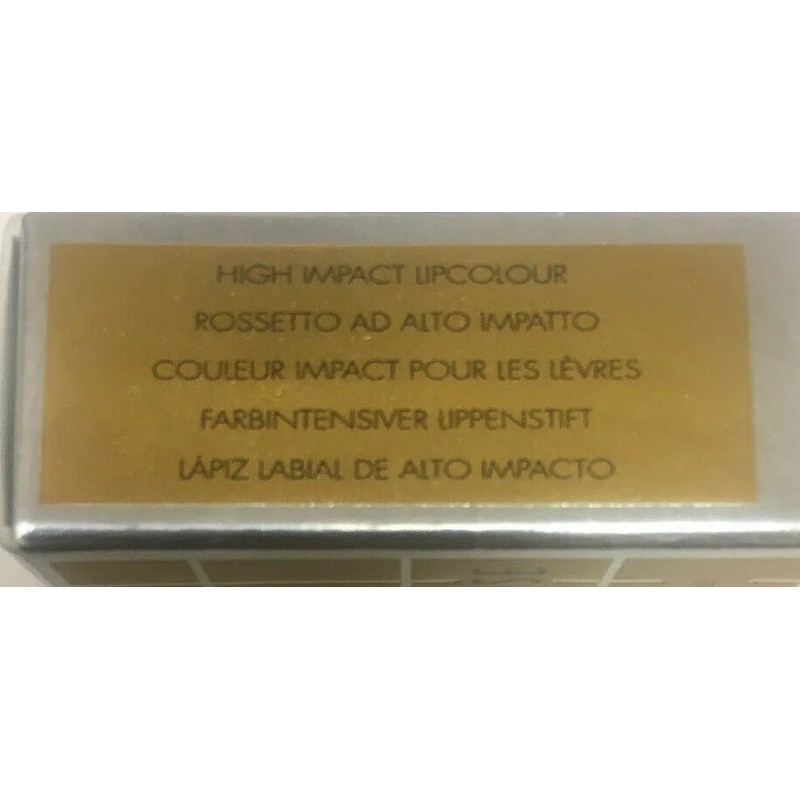 HIGH IMPACT LIPCOLOUR
ROSSETTO AD ALTO IMPATTO
COULEUR IMPACT POUR LES LÈVRES
FARBINTENSIVER LIPPENSTIFT
LÁPIZ LABIAL DE ALTO IMPACTO